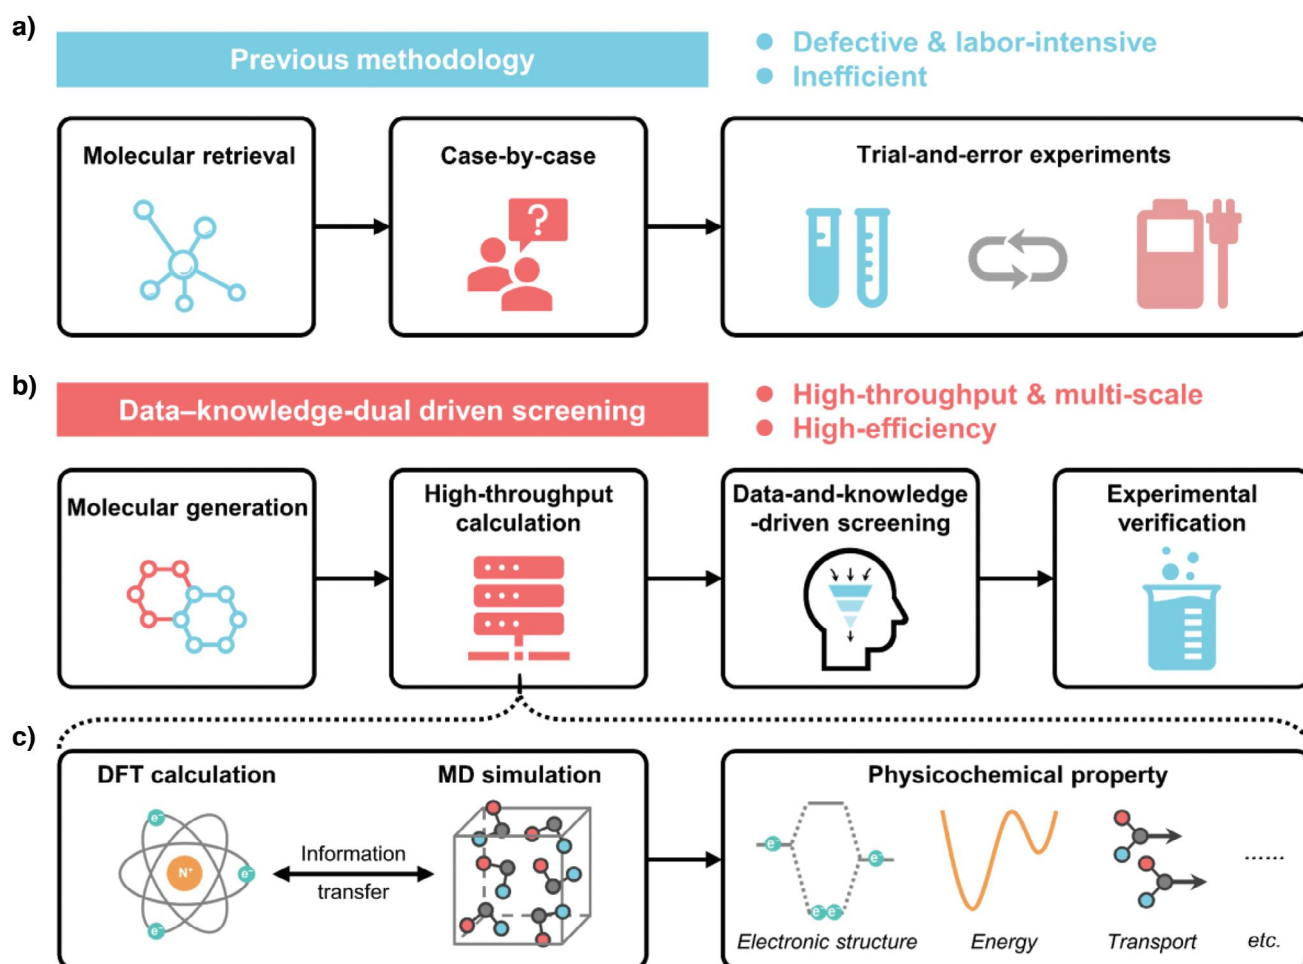 a)
Previous methodology
Defective & labor-intensive
Inefficient
Molecular retrieval
Case-by-case
?
Trial-and-error experiments
b)
Data–knowledge-dual driven screening
High-throughput & multi-scale
High-efficiency
Molecular generation
High-throughput
calculation
Data-and-knowledge
-driven screening
Experimental
verification
c)
DFT calculation
e⁻
N⁺
e⁻
e⁻
Information
transfer
MD simulation
Physicochemical property
e⁻
e⁻
e⁻ e⁻
......
Electronic structure
Energy
Transport
etc.